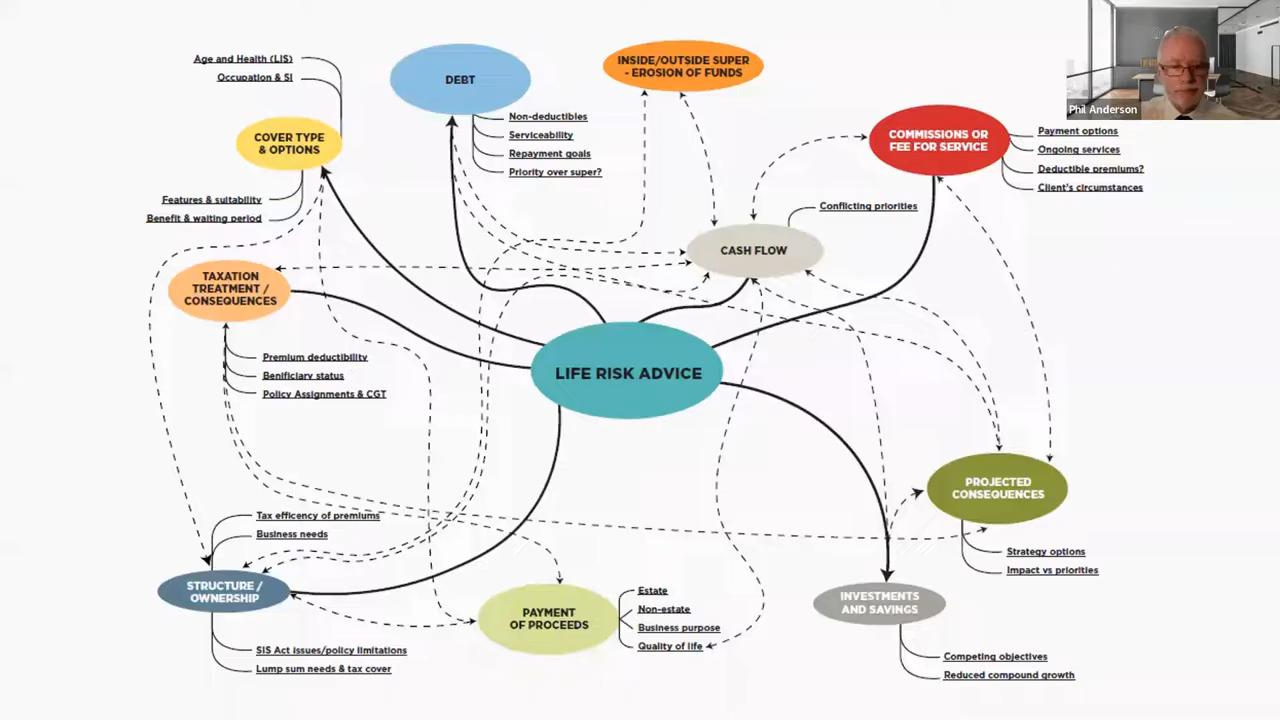 Age and Health (LIS)
Occupation & SI
COVER TYPE
& OPTIONS
Features & suitability
Benefit & waiting period
DEBT
Non-deductibles
Serviceability
Repayment goals
Priority over super?
INSIDE/OUTSIDE SUPER
- EROSION OF FUNDS
Phil Anderson
COMMISSIONS OR
FEE FOR SERVICE
Payment options
Ongoing services
Deductible premiums?
Client's circumstances
Conflicting priorities
CASH FLOW
TAXATION
TREATMENT /
CONSEQUENCES
Premium deductibility
Benificiary status
Policy Assignments & CGT
LIFE RISK ADVICE
PROJECTED
CONSEQUENCES
Strategy options
Impact vs priorities
Tax efficency of premiums
Business needs
STRUCTURE /
OWNERSHIP
SIS Act issues/policy limitations
Lump sum needs & tax cover
PAYMENT
OF PROCEEDS
Estate
Non-estate
Business purpose
Quality of life
INVESTMENTS
AND SAVINGS
Competing objectives
Reduced compound growth